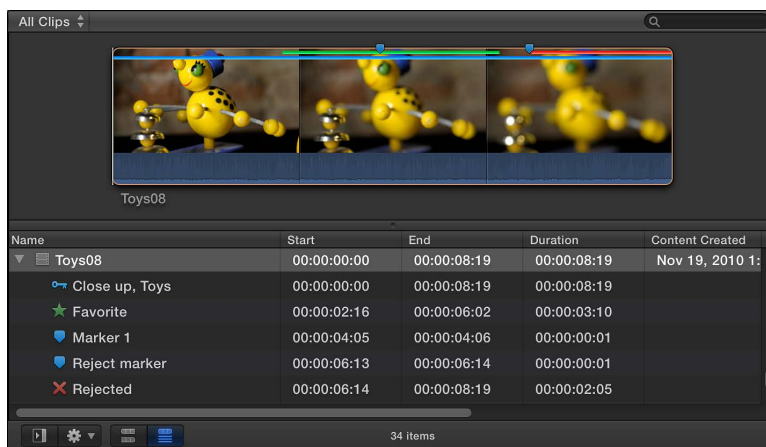 All Clips
Toys08
Name Start End Duration Content Created
Toys08 00:00:00:00 00:00:08:19 00:00:08:19 Nov 19, 2010 1:
Close up, Toys 00:00:00:00 00:00:08:19 00:00:08:19
Favorite 00:00:02:16 00:00:06:02 00:00:03:10
Marker 1 00:00:04:05 00:00:04:06 00:00:00:01
Reject marker 00:00:06:13 00:00:06:14 00:00:00:01
Rejected 00:00:06:14 00:00:08:19 00:00:02:05
34 items